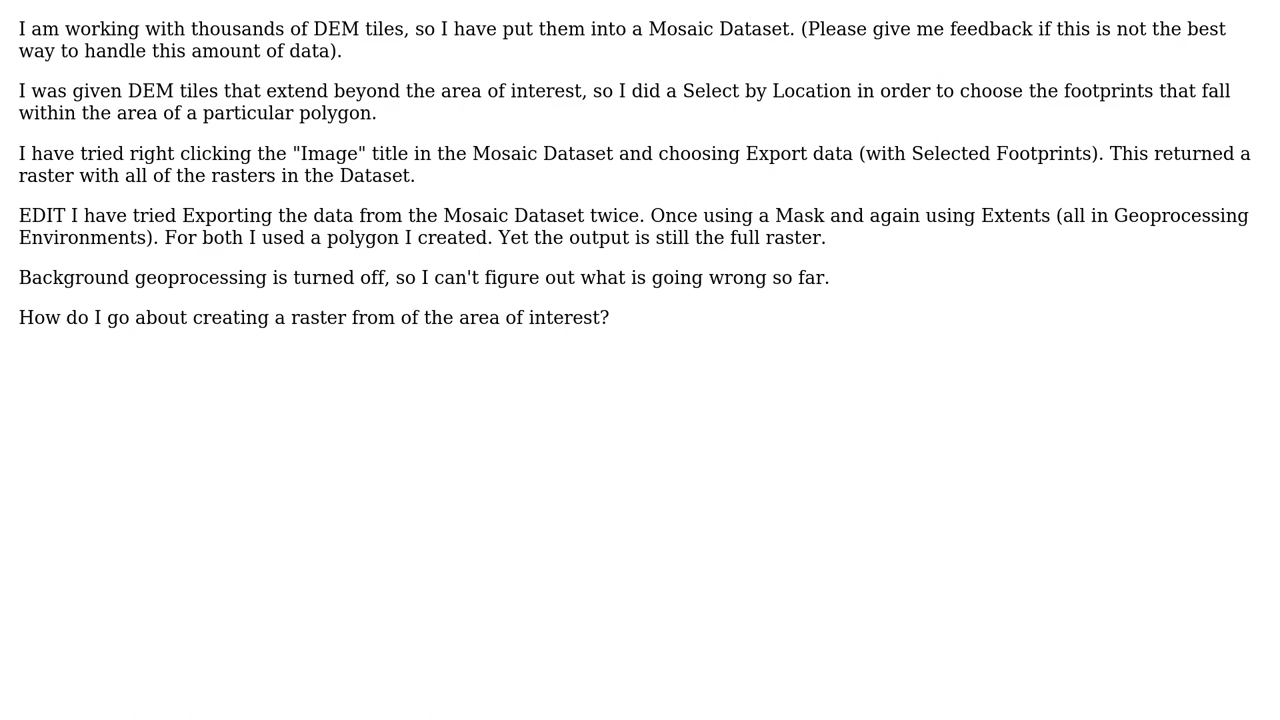 I am working with thousands of DEM tiles, so I have put them into a Mosaic Dataset. (Please give me feedback if this is not the best
way to handle this amount of data).
I was given DEM tiles that extend beyond the area of interest, so I did a Select by Location in order to choose the footprints that fall
within the area of a particular polygon.
I have tried right clicking the "Image" title in the Mosaic Dataset and choosing Export data (with Selected Footprints). This returned a
raster with all of the rasters in the Dataset.
EDIT I have tried Exporting the data from the Mosaic Dataset twice. Once using a Mask and again using Extents (all in Geoprocessing
Environments). For both I used a polygon I created. Yet the output is still the full raster.
Background geoprocessing is turned off, so I can't figure out what is going wrong so far.
How do I go about creating a raster from of the area of interest?